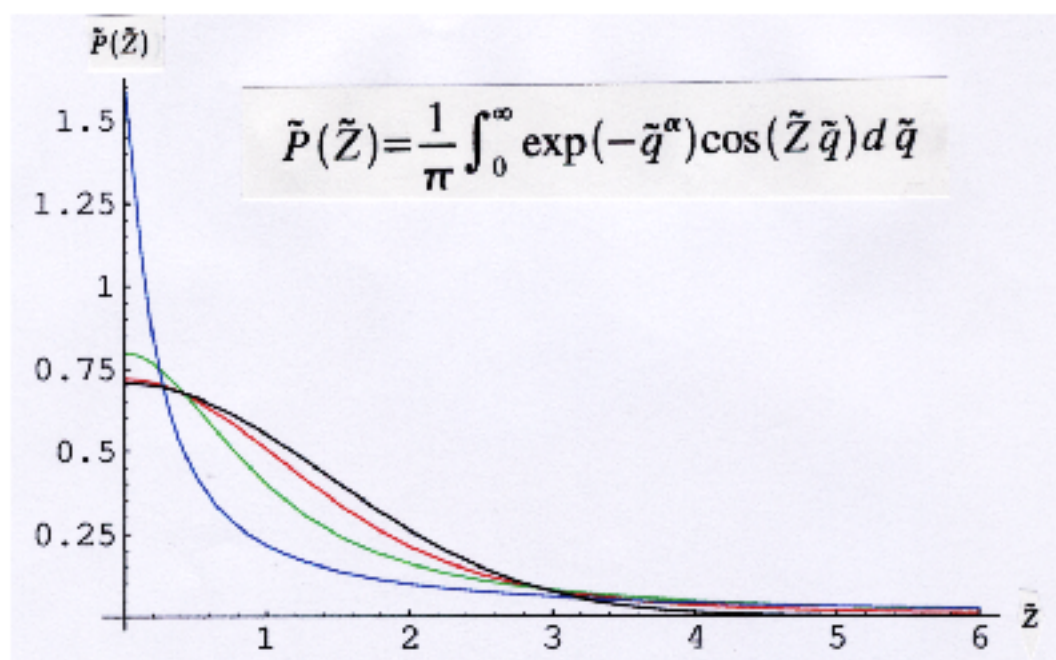 P̃(Z̃)
P̃(Z̃)=1/π ∫₀^∞ exp(−q̃^α)cos(Z̃ q̃)d q̃
1.5
1.25
1
0.75
0.5
0.25
1 2 3 4 5 6
Z̃